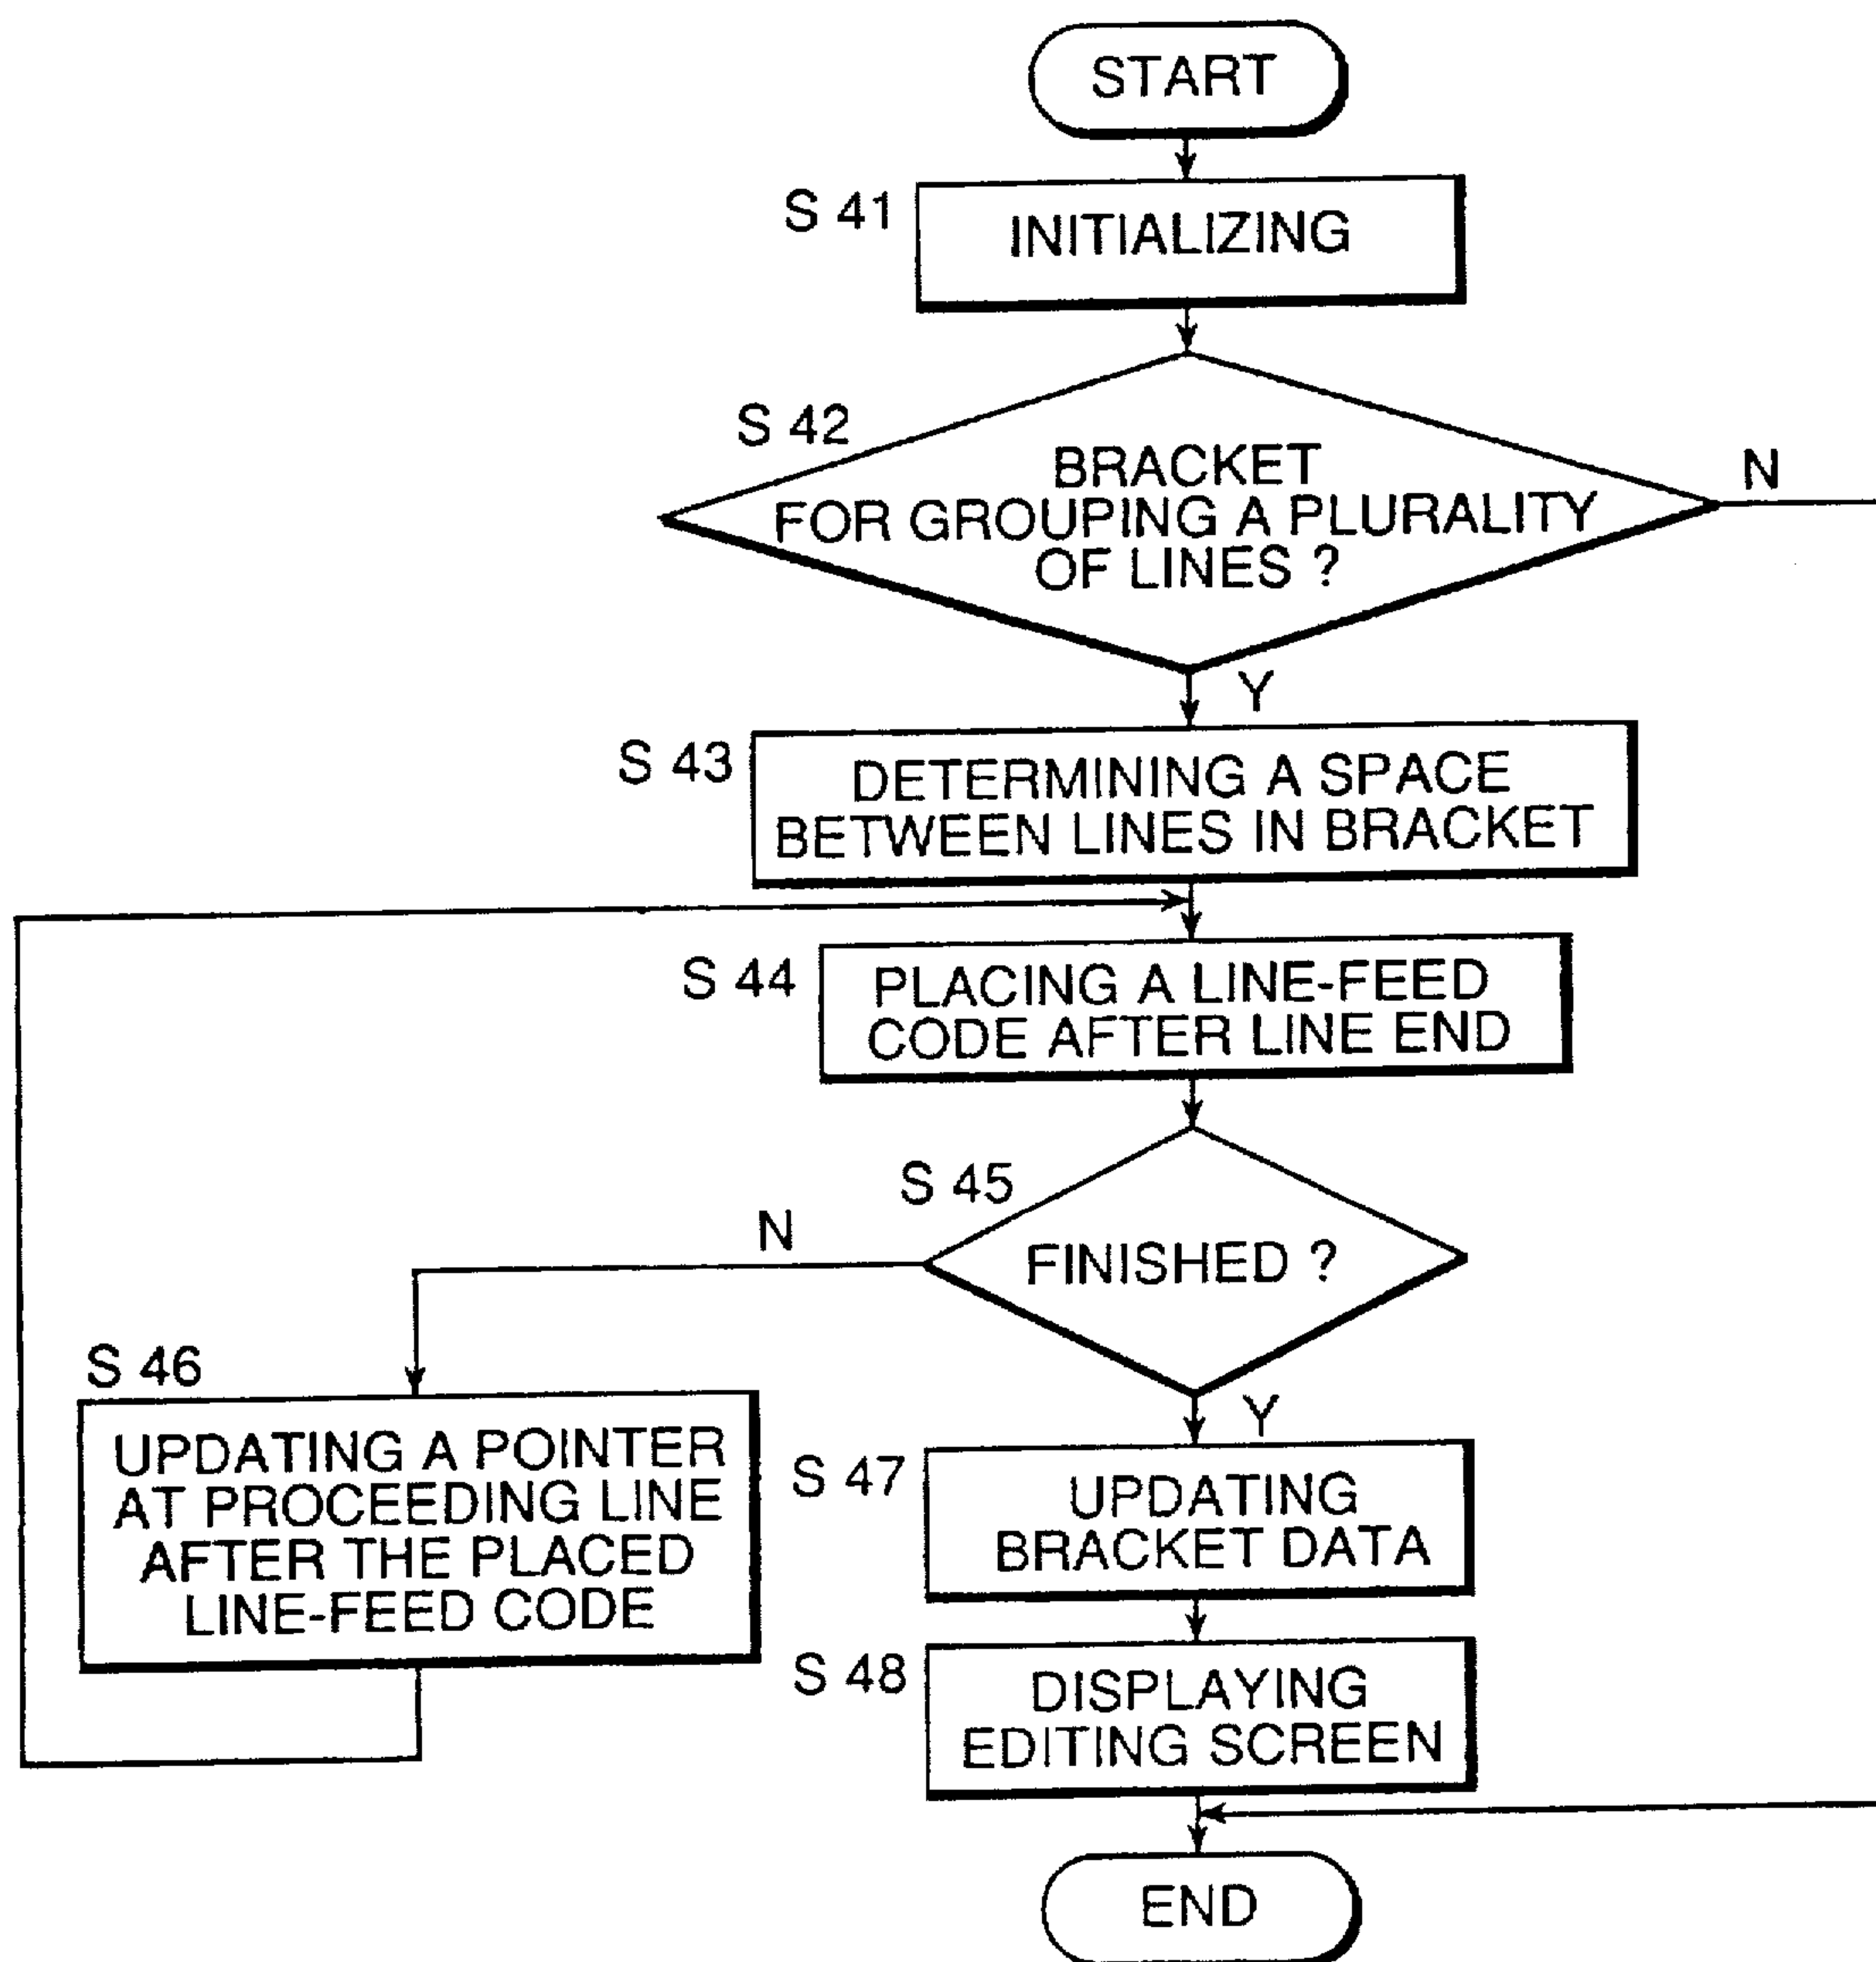 START
S 41
INITIALIZING
S 42
BRACKET
FOR GROUPING A PLURALITY
OF LINES ?
N
Y
S 43
DETERMINING A SPACE
BETWEEN LINES IN BRACKET
S 44
PLACING A LINE-FEED
CODE AFTER LINE END
S 45
FINISHED ?
N
Y
S 46
UPDATING A POINTER
AT PROCEEDING LINE
AFTER THE PLACED
LINE-FEED CODE
S 47
UPDATING
BRACKET DATA
S 48
DISPLAYING
EDITING SCREEN
END